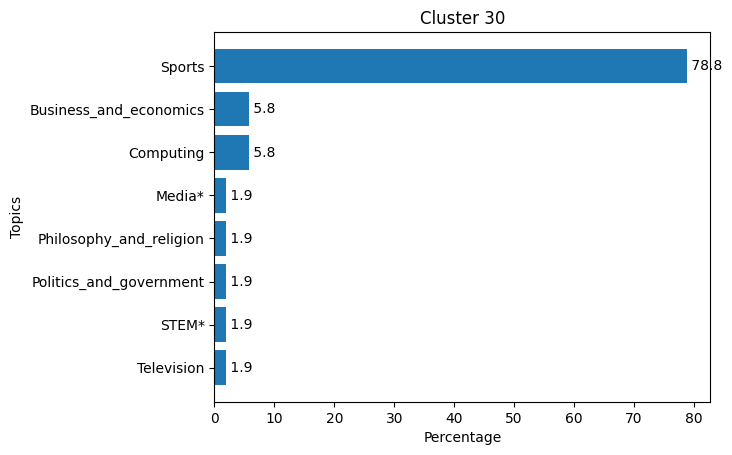 Cluster 30
Topics
Sports 78.8
Business_and_economics 5.8
Computing 5.8
Media* 1.9
Philosophy_and_religion 1.9
Politics_and_government 1.9
STEM* 1.9
Television 1.9
0 10 20 30 40 50 60 70 80
Percentage